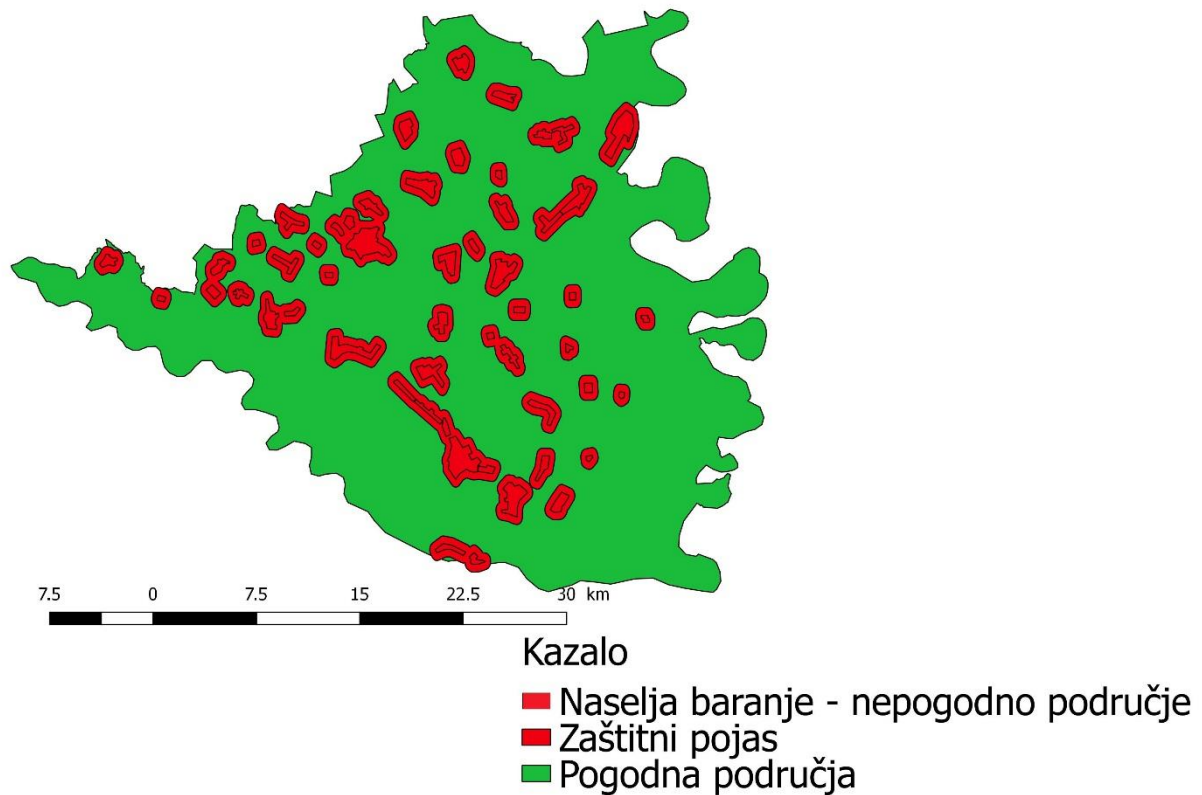 7.5 0 7.5 15 22.5 30 km
Kazalo
Naselja baranje - nepogodno područje
Zaštitni pojas
Pogodna područja